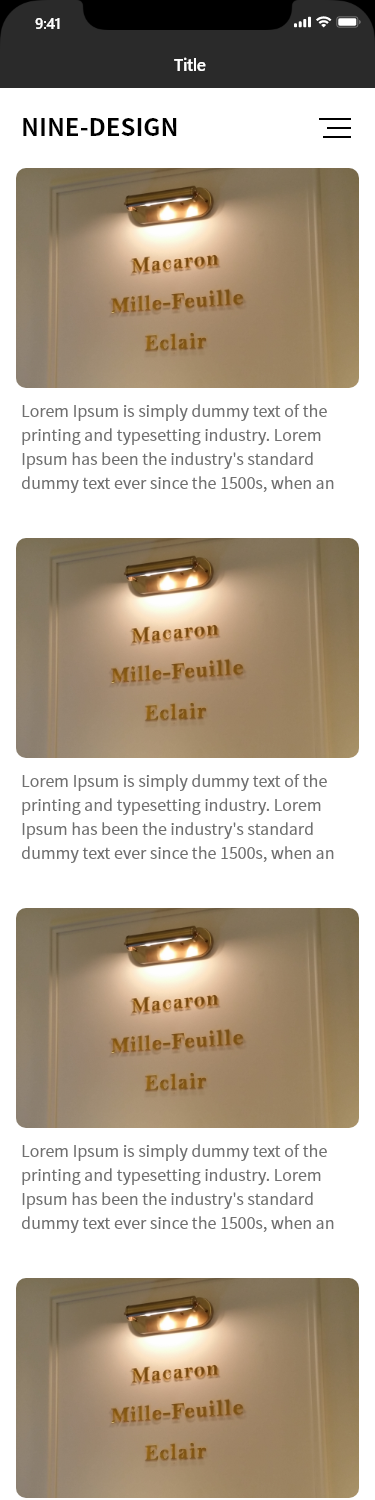 9:41
Title
NINE-DESIGN
Macaron
Mille-Feuille
Eclair
Lorem Ipsum is simply dummy text of the
printing and typesetting industry. Lorem
Ipsum has been the industry's standard
dummy text ever since the 1500s, when an
Macaron
Mille-Feuille
Eclair
Lorem Ipsum is simply dummy text of the
printing and typesetting industry. Lorem
Ipsum has been the industry's standard
dummy text ever since the 1500s, when an
Macaron
Mille-Feuille
Eclair
Lorem Ipsum is simply dummy text of the
printing and typesetting industry. Lorem
Ipsum has been the industry's standard
dummy text ever since the 1500s, when an
Macaron
Mille-Feuille
Eclair